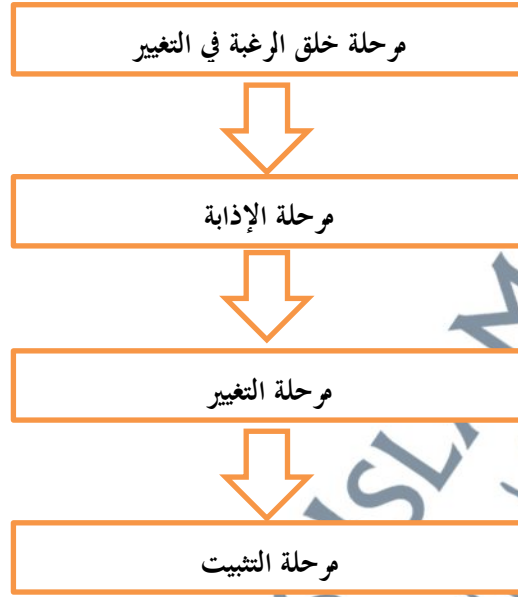 مرحلة خلق الرغبة في التغيير
مرحلة الإذابة
مرحلة التغيير
مرحلة التثبيت